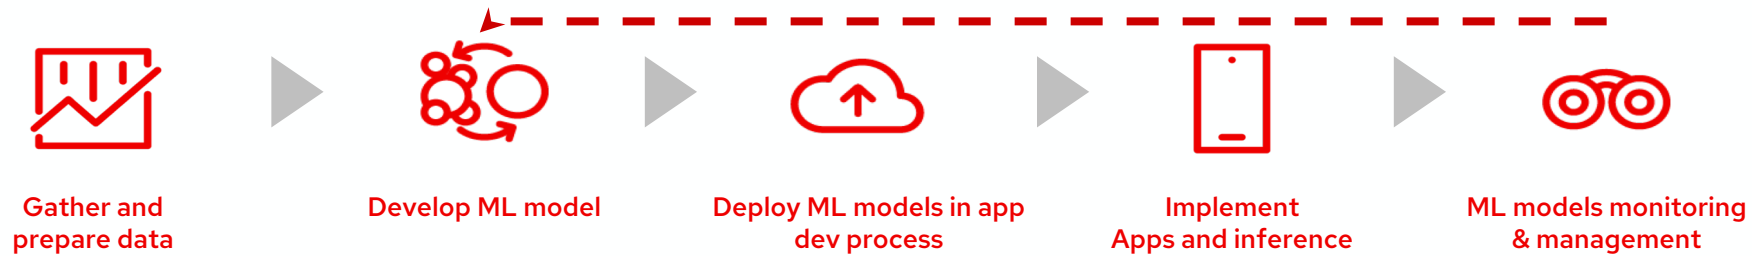 Gather and
prepare data
Develop ML model
Deploy ML models in app
dev process
Implement
Apps and inference
ML models monitoring
& management